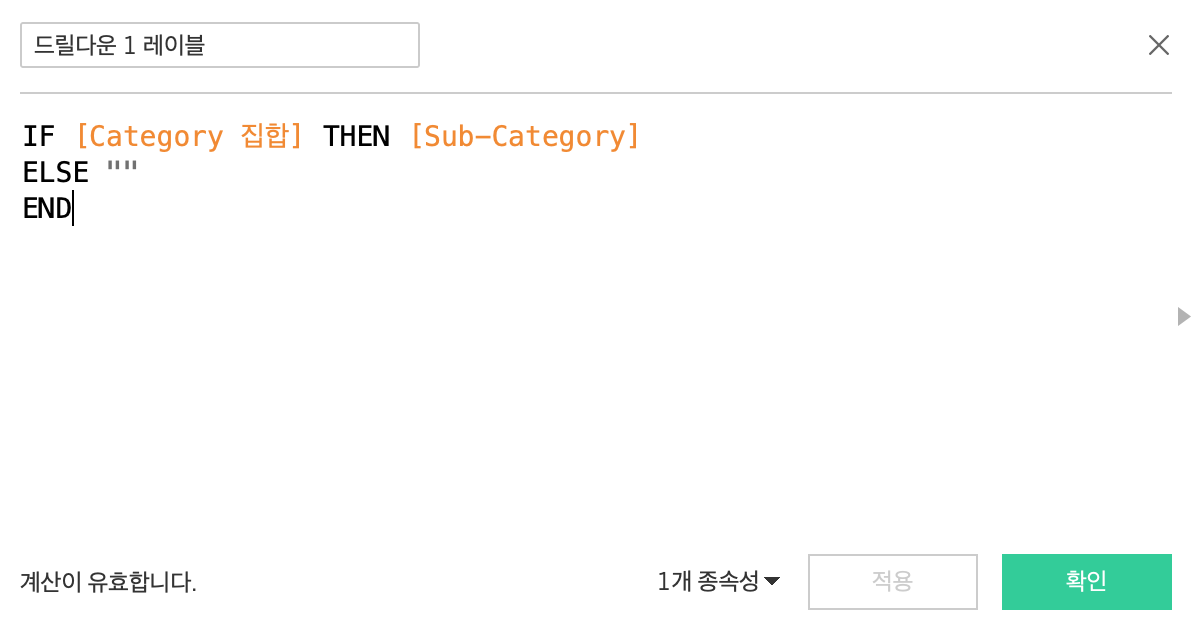 드릴다운 1 레이블
IF [Category 집합] THEN [Sub-Category]
ELSE ""
END
계산이 유효합니다.
1개 종속성
적용
확인